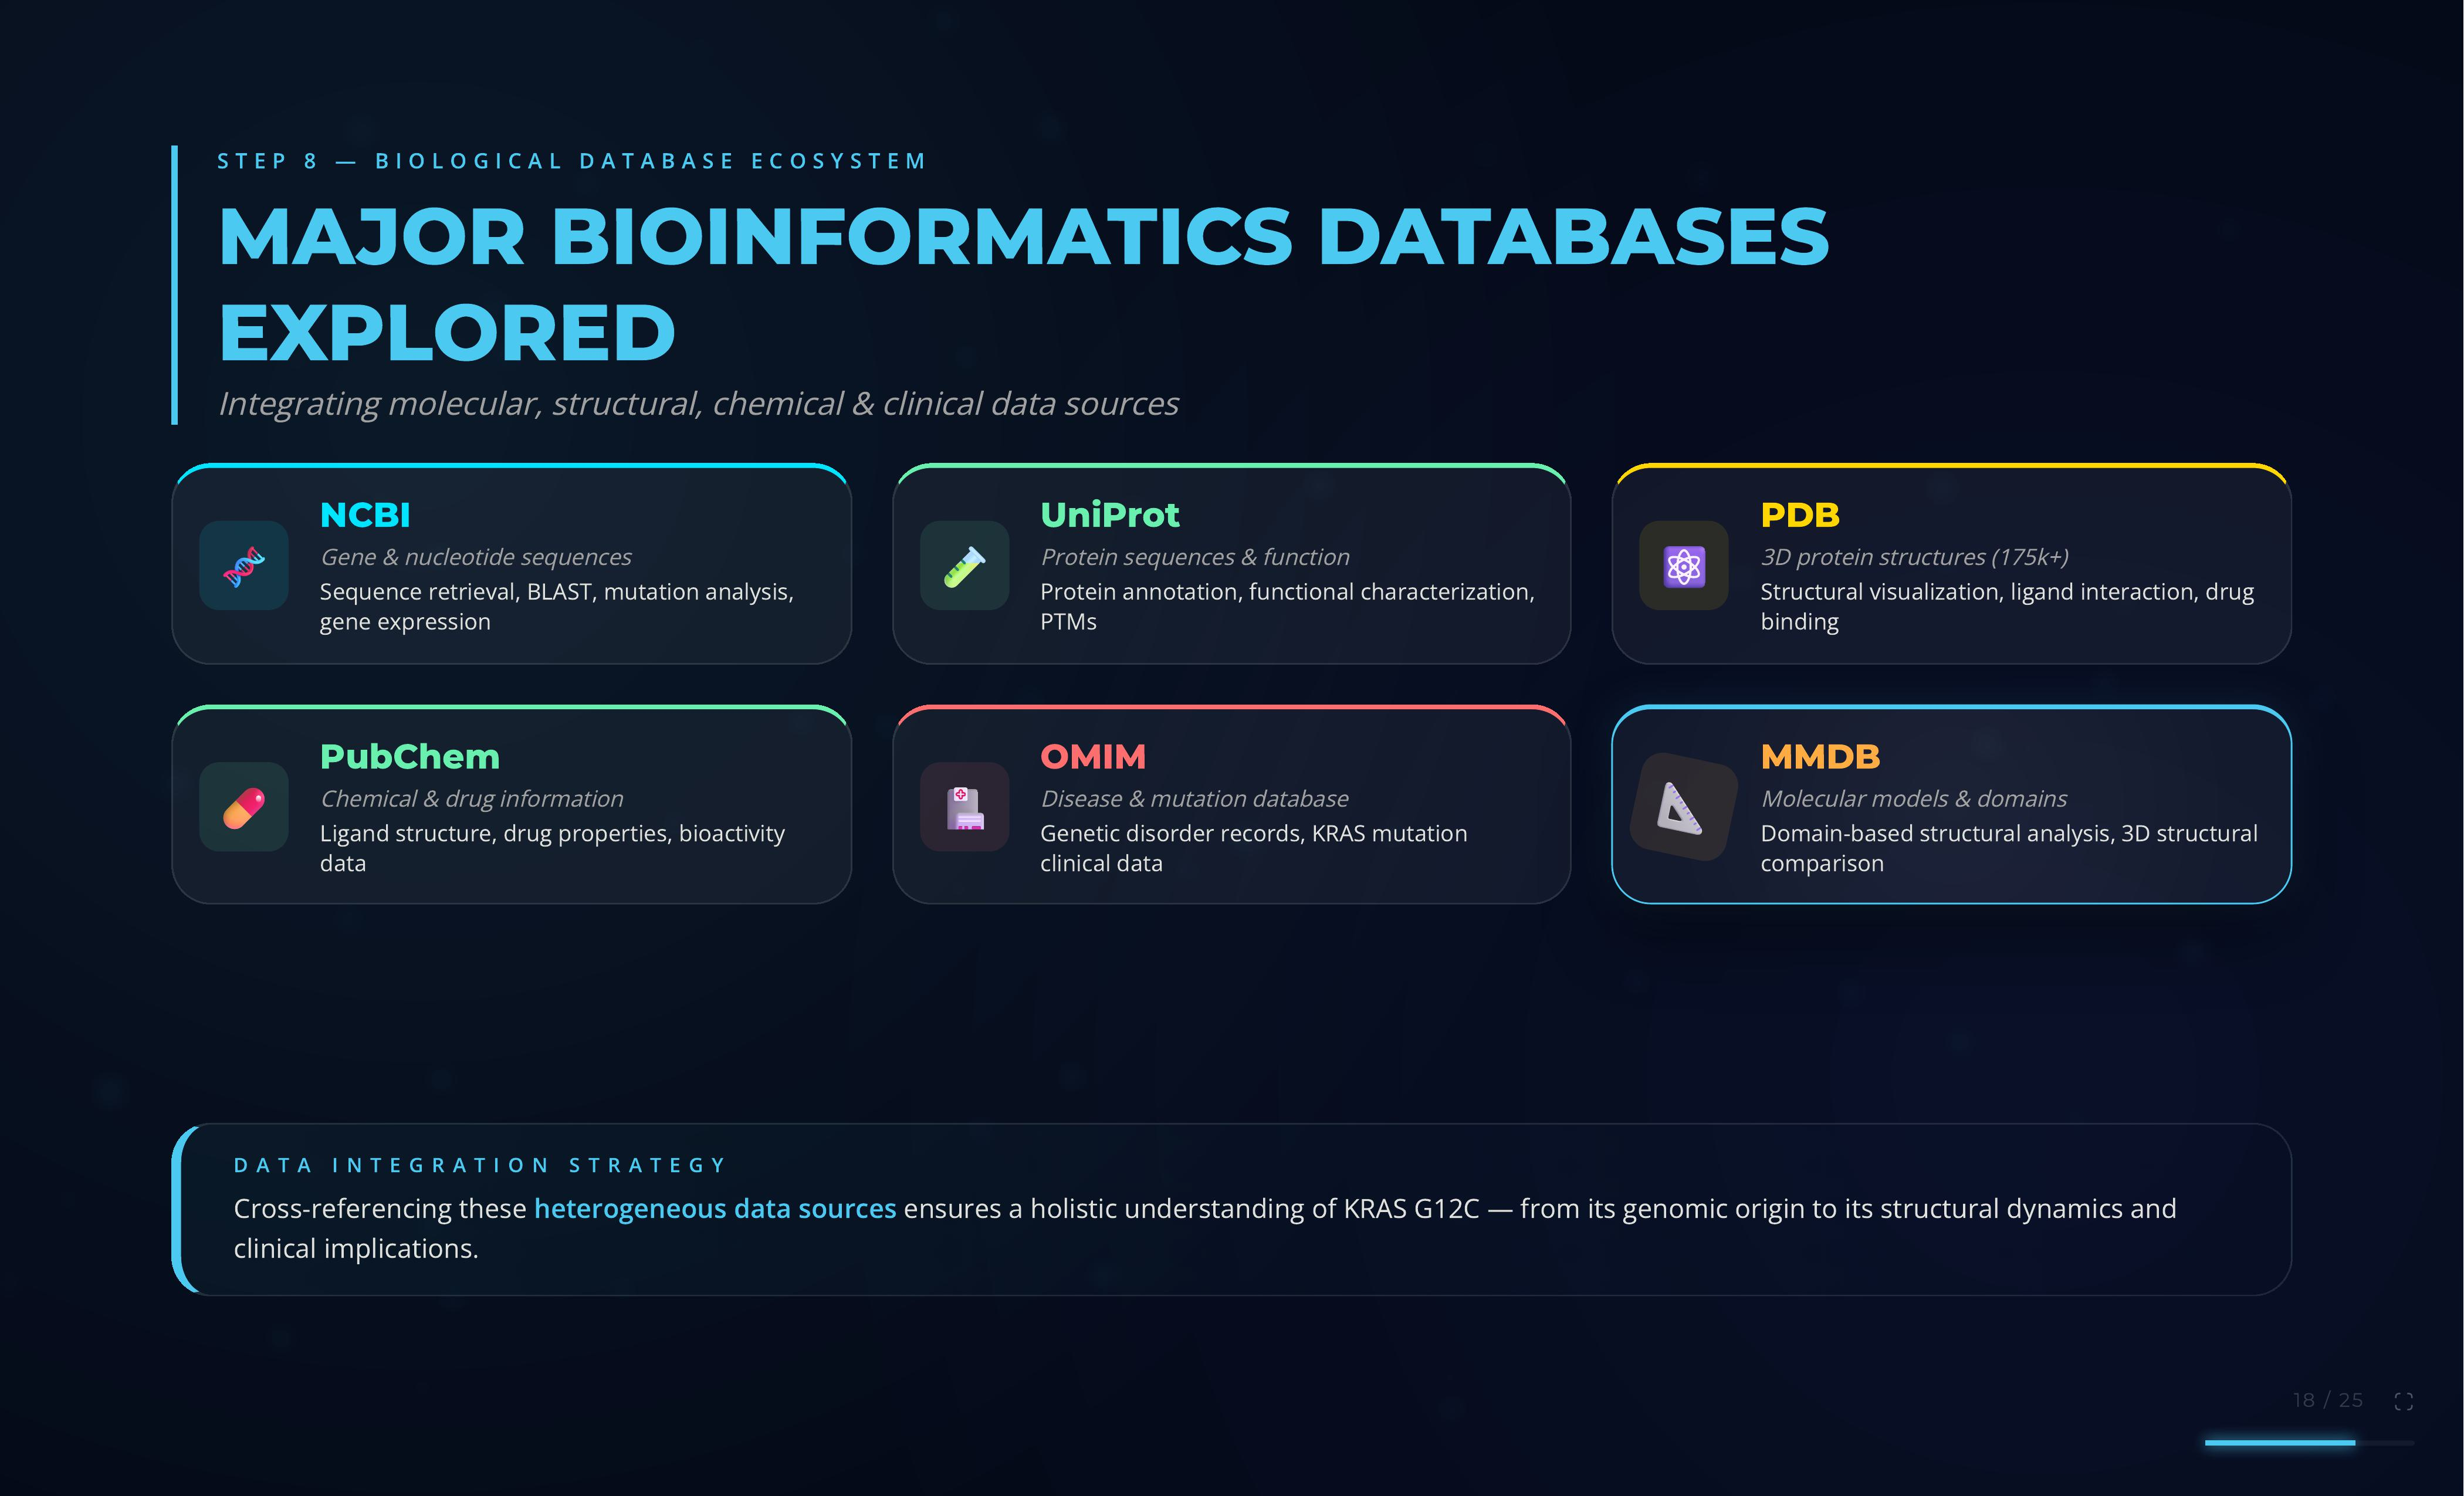 STEP 8 — BIOLOGICAL DATABASE ECOSYSTEM
MAJOR BIOINFORMATICS DATABASES
EXPLORED
Integrating molecular, structural, chemical & clinical data sources
NCBI
Gene & nucleotide sequences
Sequence retrieval, BLAST, mutation analysis,
gene expression
UniProt
Protein sequences & function
Protein annotation, functional characterization,
PTMs
PDB
3D protein structures (175k+)
Structural visualization, ligand interaction, drug
binding
PubChem
Chemical & drug information
Ligand structure, drug properties, bioactivity
data
OMIM
Disease & mutation database
Genetic disorder records, KRAS mutation
clinical data
MMDB
Molecular models & domains
Domain-based structural analysis, 3D structural
comparison
DATA INTEGRATION STRATEGY
Cross-referencing these heterogeneous data sources ensures a holistic understanding of KRAS G12C — from its genomic origin to its structural dynamics and
clinical implications.
18 / 25